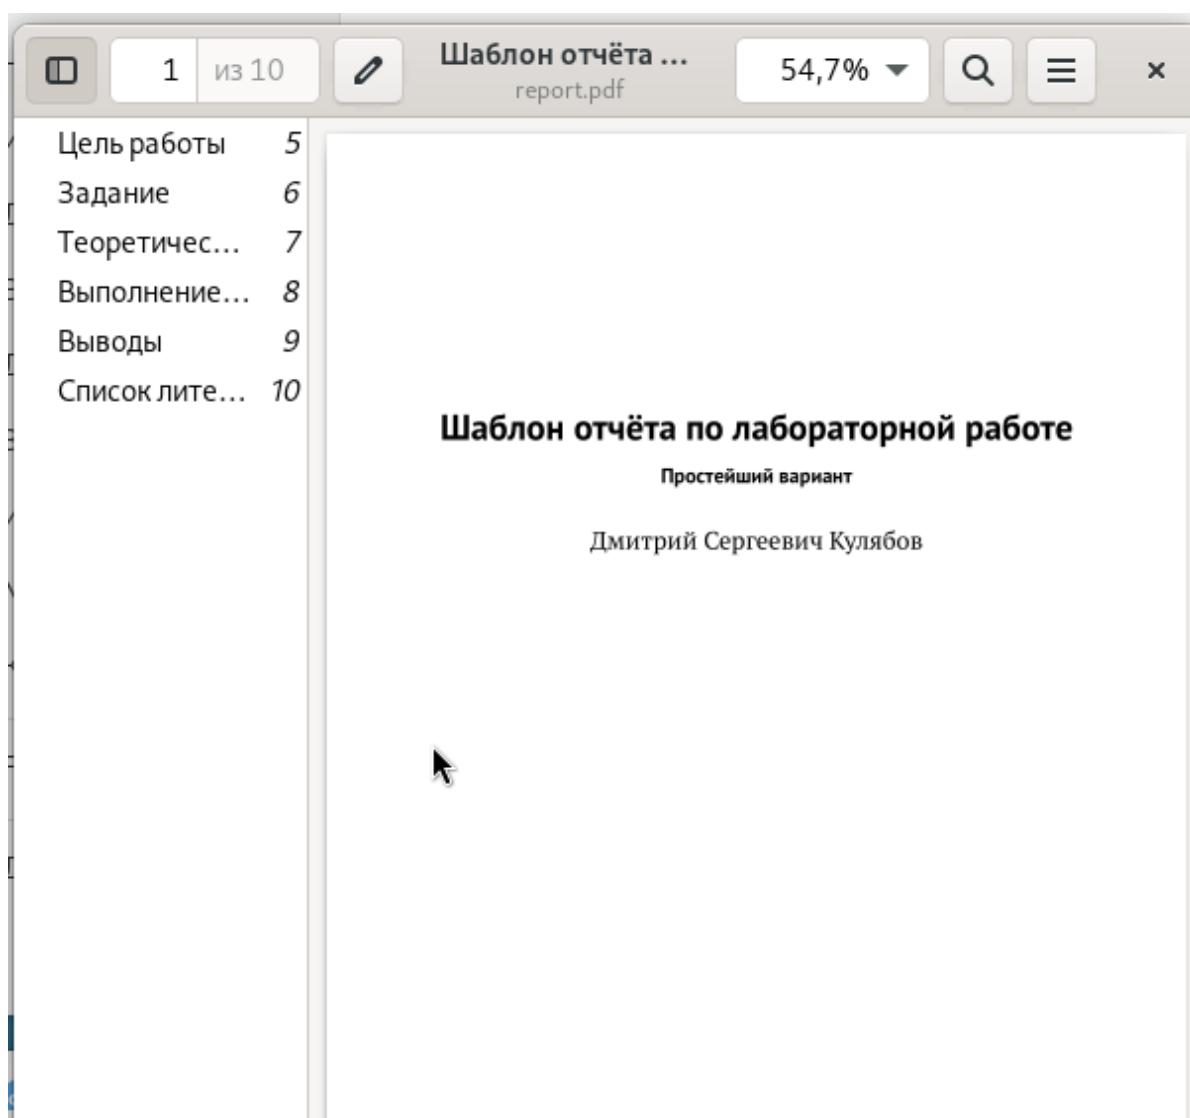 1 из 10 Шаблон отчёта ... 54,7%
report.pdf
Цель работы 5
Задание 6
Теоретичес... 7
Выполнение... 8
Выводы 9
Список лите... 10
Шаблон отчёта по лабораторной работе
Простейший вариант
Дмитрий Сергеевич Кулябов